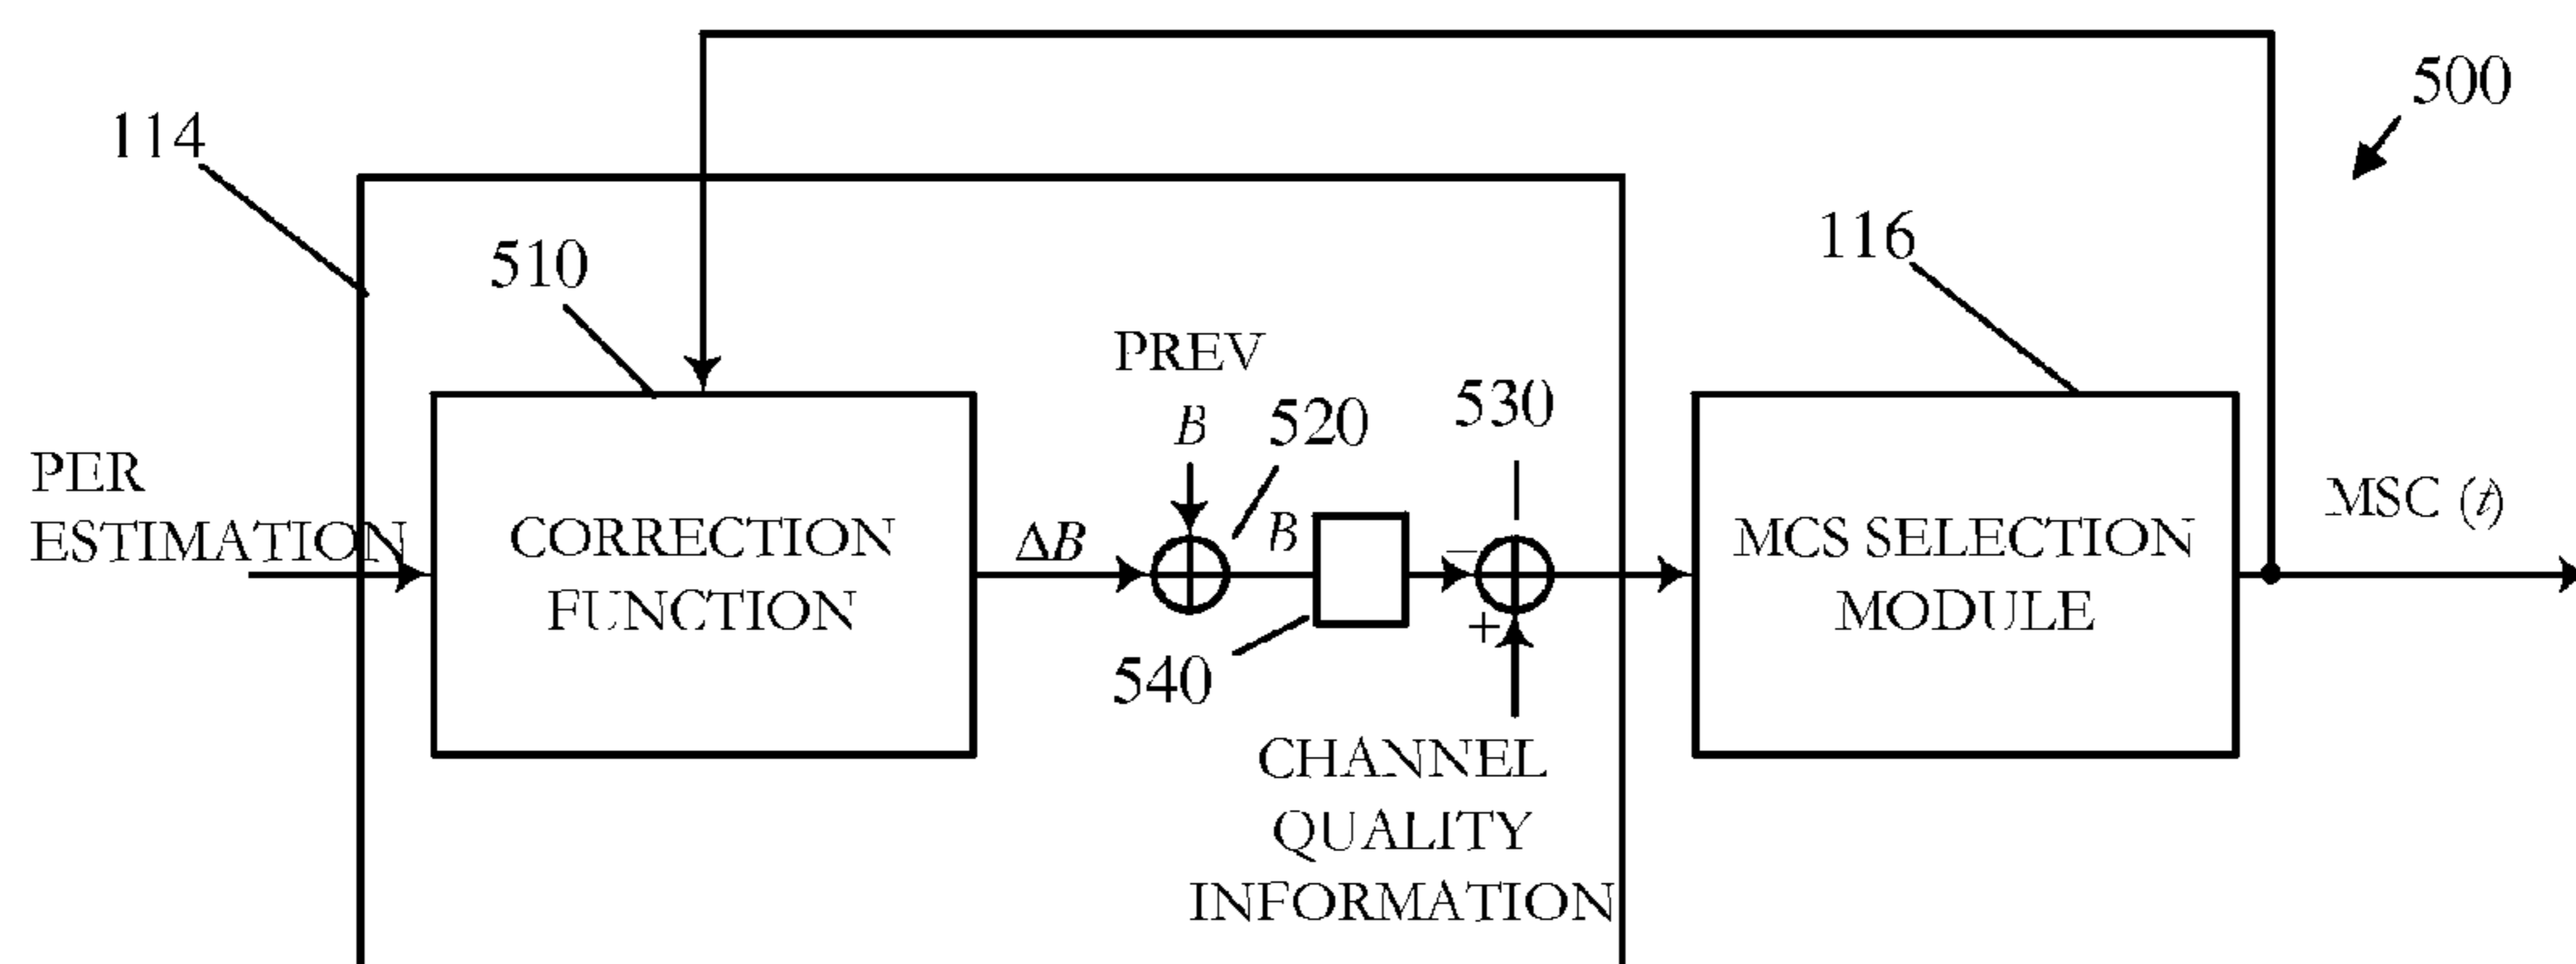 500
114
116
510
PREV
530
B
520
PER
ESTIMATION
CORRECTION
FUNCTION
ΔB
B
−
+
540
MCS SELECTION
MODULE
MSC (t)
CHANNEL
QUALITY
INFORMATION